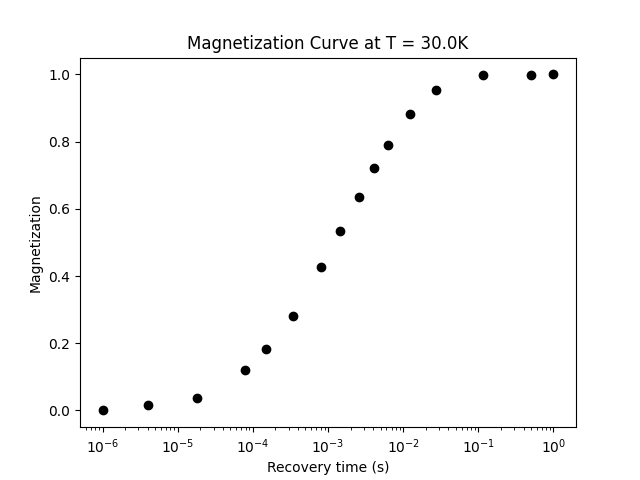 Magnetization Curve at T = 30.0K
1.0
0.8
0.6
0.4
0.2
0.0
Magnetization
10⁻⁶ 10⁻⁵ 10⁻⁴ 10⁻³ 10⁻² 10⁻¹ 10⁰
Recovery time (s)